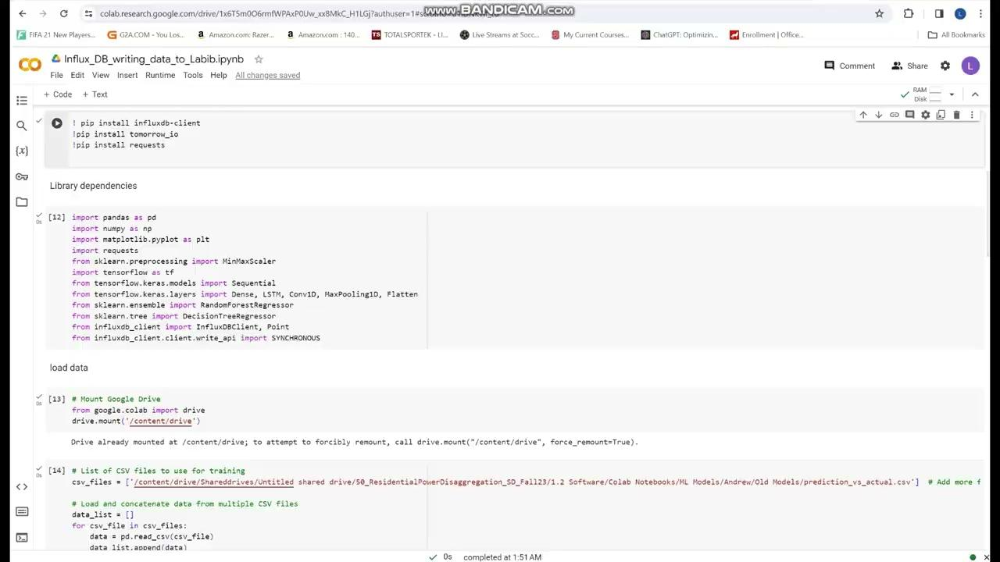 www.BANDICAM.com
colab.research.google.com/drive/1x6T5m0O6rmfWPAxP0Uw_xx8MkC_H1LGj?authuser=1#
FIFA 21 New Players...
G2A.COM - You Los...
Amazon.com: Razer...
Amazon.com : 140...
TOTALSPORTEK - LI...
Live Streams at Socc...
My Current Courses...
ChatGPT: Optimizin...
Enrollment | Office...
All Bookmarks
Influx_DB_writing_data_to_Labib.ipynb
Comment
Share
L
File Edit View Insert Runtime Tools Help All changes saved
+ Code + Text
RAM
Disk
! pip install influxdb-client
!pip install tomorrow_io
!pip install requests
Library dependencies
[12] import pandas as pd
import numpy as np
import matplotlib.pyplot as plt
import requests
from sklearn.preprocessing import MinMaxScaler
import tensorflow as tf
from tensorflow.keras.models import Sequential
from tensorflow.keras.layers import Dense, LSTM, Conv1D, MaxPooling1D, Flatten
from sklearn.ensemble import RandomForestRegressor
from sklearn.tree import DecisionTreeRegressor
from influxdb_client import InfluxDBClient, Point
from influxdb_client.client.write_api import SYNCHRONOUS
0s
load data
[13] # Mount Google Drive
from google.colab import drive
drive.mount('/content/drive')
0s
Drive already mounted at /content/drive; to attempt to forcibly remount, call drive.mount("/content/drive", force_remount=True).
[14] # List of CSV files to use for training
csv_files = ['/content/drive/Shareddrives/Untitled shared drive/50_ResidentialPowerDisaggregation_SD_Fall23/1.2 Software/Colab Notebooks/ML Models/Andrew/Old Models/prediction_vs_actual.csv'] # Add more f
0s
# Load and concatenate data from multiple CSV files
data_list = []
for csv_file in csv_files:
data = pd.read_csv(csv_file)
data_list.append(data)
0s completed at 1:51 AM